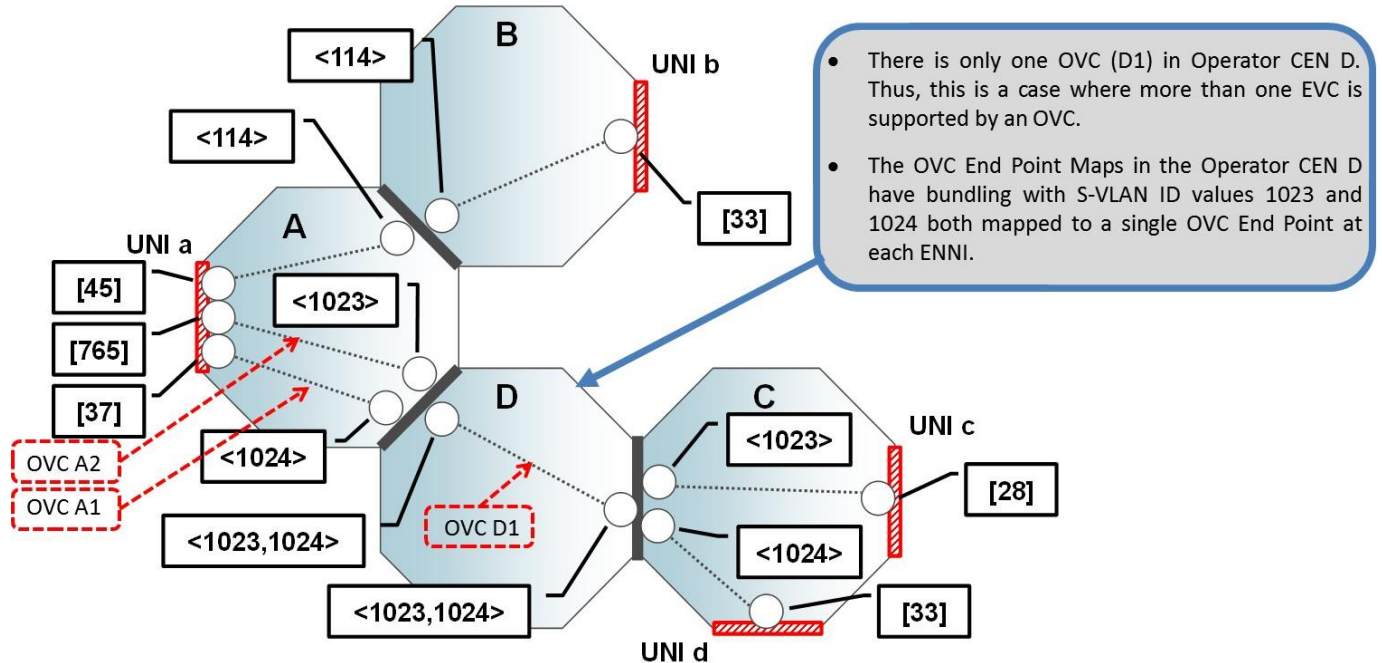 B
<114>
UNI b
<114>
[33]
• There is only one OVC (D1) in Operator CEN D.
Thus, this is a case where more than one EVC is
supported by an OVC.
• The OVC End Point Maps in the Operator CEN D
have bundling with S-VLAN ID values 1023 and
1024 both mapped to a single OVC End Point at
each ENNI.
A
UNI a
[45]
[765]
[37]
<1023>
<1024>
OVC A2
OVC A1
D
<1023,1024>
OVC D1
<1023,1024>
C
<1023>
UNI c
[28]
<1024>
[33]
UNI d